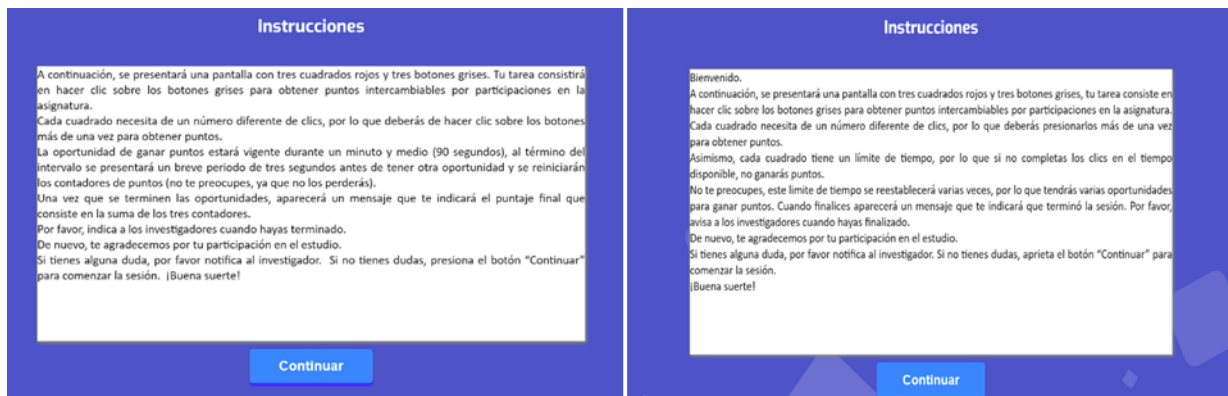 Instrucciones
A continuación, se presentará una pantalla con tres cuadrados rojos y tres botones grises. Tu tarea consistirá
en hacer clic sobre los botones grises para obtener puntos intercambiables por participaciones en la
asignatura.
Cada cuadrado necesita de un número diferente de clics, por lo que deberás de hacer clic sobre los botones
más de una vez para obtener puntos.
La oportunidad de ganar puntos estará vigente durante un minuto y medio (90 segundos), al término del
intervalo se presentará un breve periodo de tres segundos antes de tener otra oportunidad y se reiniciarán
los contadores de puntos (no te preocupes, ya que no los perderás).
Una vez que se terminen las oportunidades, aparecerá un mensaje que te indicará el puntaje final que
consiste en la suma de los tres contadores.
Por favor, indica a los investigadores cuando hayas terminado.
De nuevo, te agradecemos por tu participación en el estudio.
Si tienes alguna duda, por favor notifica al investigador. Si no tienes dudas, presiona el botón “Continuar”
para comenzar la sesión. ¡Buena suerte!
Continuar
Instrucciones
Bienvenido.
A continuación, se presentará una pantalla con tres cuadrados rojos y tres botones grises, tu tarea consiste en
hacer clic sobre los botones grises para obtener puntos intercambiables por participaciones en la asignatura.
Cada cuadrado necesita de un número diferente de clics, por lo que deberás presionarlos más de una vez
para obtener puntos.
Asimismo, cada cuadrado tiene un límite de tiempo, por lo que si no completas los clics en el tiempo
disponible, no ganarás puntos.
No te preocupes, este limite de tiempo se reestablecerá varias veces, por lo que tendrás varias oportunidades
para ganar puntos. Cuando finalices aparecerá un mensaje que te indicará que terminó la sesión. Por favor,
avisa a los investigadores cuando hayas finalizado.
De nuevo, te agradecemos por tu participación en el estudio.
Si tienes alguna duda, por favor notifica al investigador. Si no tienes dudas, aprieta el botón “Continuar” para
comenzar la sesión.
¡Buena suerte!
Continuar